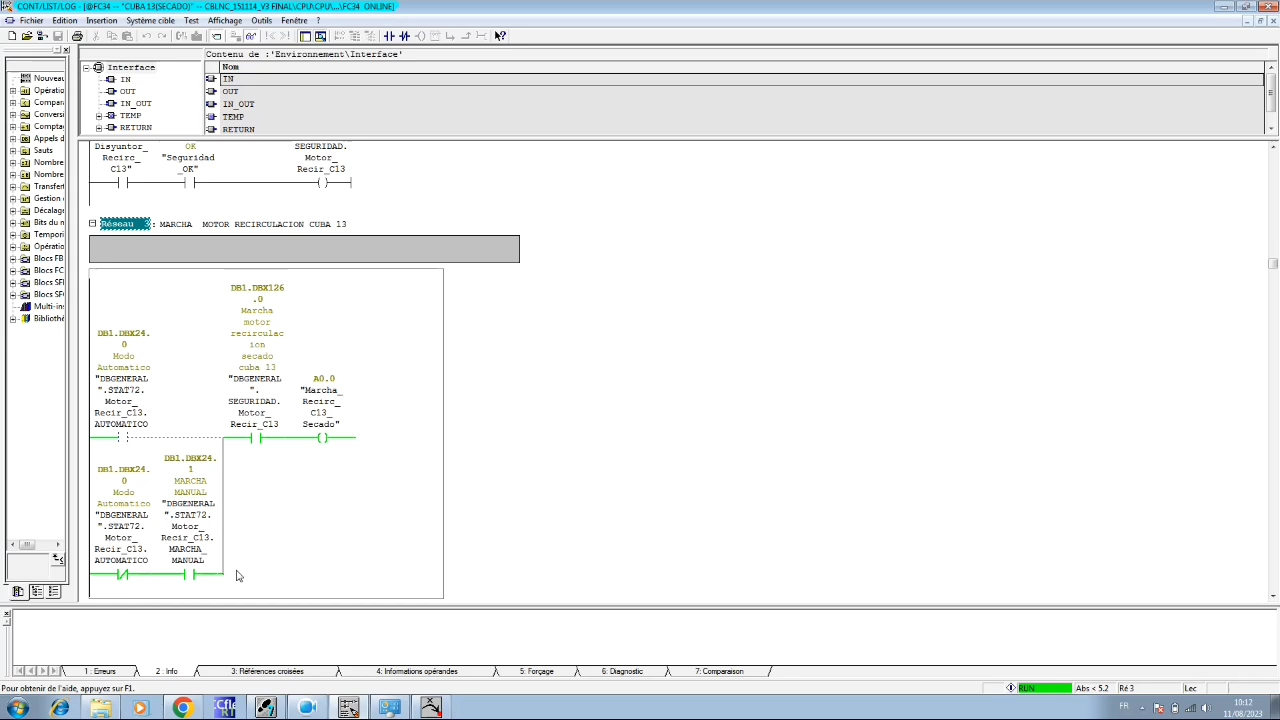 CONT/LIST/LOG - [@FC34 -- "CUBA 13(SECADO)" -- CBLNC_151114_V3 FINAL\CPU\CPU\...\FC34 ONLINE]
Fichier Edition Insertion Système cible Test Affichage Outils Fenêtre ?
Contenu de :'Environnement\Interface'
Interface
IN
OUT
IN_OUT
TEMP
RETURN
Nom
IN
OUT
IN_OUT
TEMP
RETURN
Nouveau
Opératio
Compara
Conversi
Comptag
Appels d
Sauts
Nombre
Nombre
Transfert
Gestion d
Décalage
Bits du m
Tempori
Opératio
Blocs FB
Blocs FC
Blocs SF
Blocs SF
Multi-ins
Biblioth
Disyuntor_
Recirc_
C13"
OK
"Seguridad
_OK"
SEGURIDAD.
Motor_
Recir_C13
Réseau 3 : MARCHA MOTOR RECIRCULACION CUBA 13
DB1.DBX24.
0
Modo
Automatico
"DBGENERAL
".STAT72.
Motor_
Recir_C13.
AUTOMATICO
DB1.DBX126
.0
Marcha
motor
recirculac
ion
secado
cuba 13
"DBGENERAL
".
SEGURIDAD.
Motor_
Recir_C13
A0.0
"Marcha_
Recirc_
C13_
Secado"
DB1.DBX24.
0
Modo
Automatico
"DBGENERAL
".STAT72.
Motor_
Recir_C13.
AUTOMATICO
DB1.DBX24.
1
MARCHA
MANUAL
"DBGENERAL
".STAT72.
Motor_
Recir_C13.
MARCHA_
MANUAL
1 : Erreurs
2 : Info
3: Références croisées
4: Informations opérandes
5: Forçage
6: Diagnostic
7: Comparaison
Pour obtenir de l'aide, appuyez sur F1.
RUN
Abs < 5.2
Ré 3
Lec
FR
10:12
11/08/2023